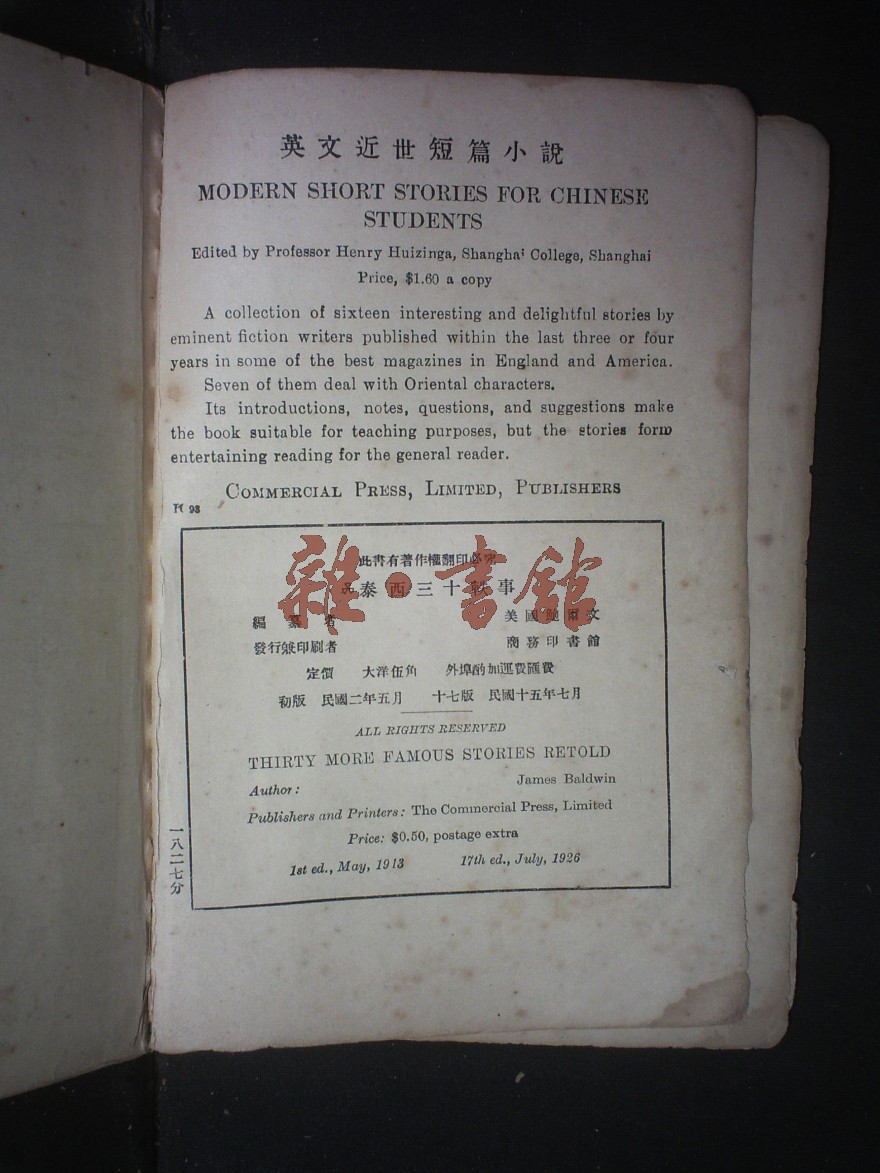 英文近世短篇小說
MODERN SHORT STORIES FOR CHINESE
STUDENTS
Edited by Professor Henry Huizinga, Shanghai College, Shanghai
Price, $1.60 a copy
A collection of sixteen interesting and delightful stories by
eminent fiction writers published within the last three or four
years in some of the best magazines in England and America.
Seven of them deal with Oriental characters.
Its introductions, notes, questions, and suggestions make
the book suitable for teaching purposes, but the stories form
entertaining reading for the general reader.
COMMERCIAL PRESS, LIMITED, PUBLISHERS
93
此書有著作權翻印必究
泰西三十軼事
雜·書館
編纂者 美國鮑爾文
發行兼印刷者 商務印書館
定價 大洋伍角 外埠酌加運費匯費
初版 民國二年五月 十七版 民國十五年七月
ALL RIGHTS RESERVED
THIRTY MORE FAMOUS STORIES RETOLD
Author: James Baldwin
Publishers and Printers: The Commercial Press, Limited
Price: $0.50, postage extra
1st ed., May, 1913 17th ed., July, 1926
一八二七分